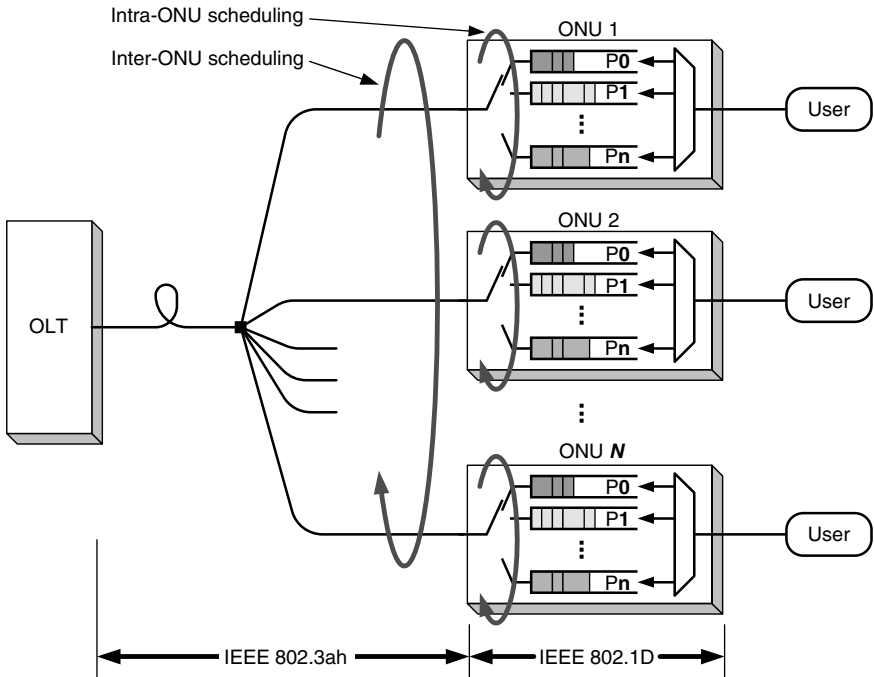 Intra-ONU scheduling
Inter-ONU scheduling
ONU 1
P0
P1
Pn
User
ONU 2
P0
P1
Pn
User
OLT
ONU N
P0
P1
Pn
User
IEEE 802.3ah
IEEE 802.1D